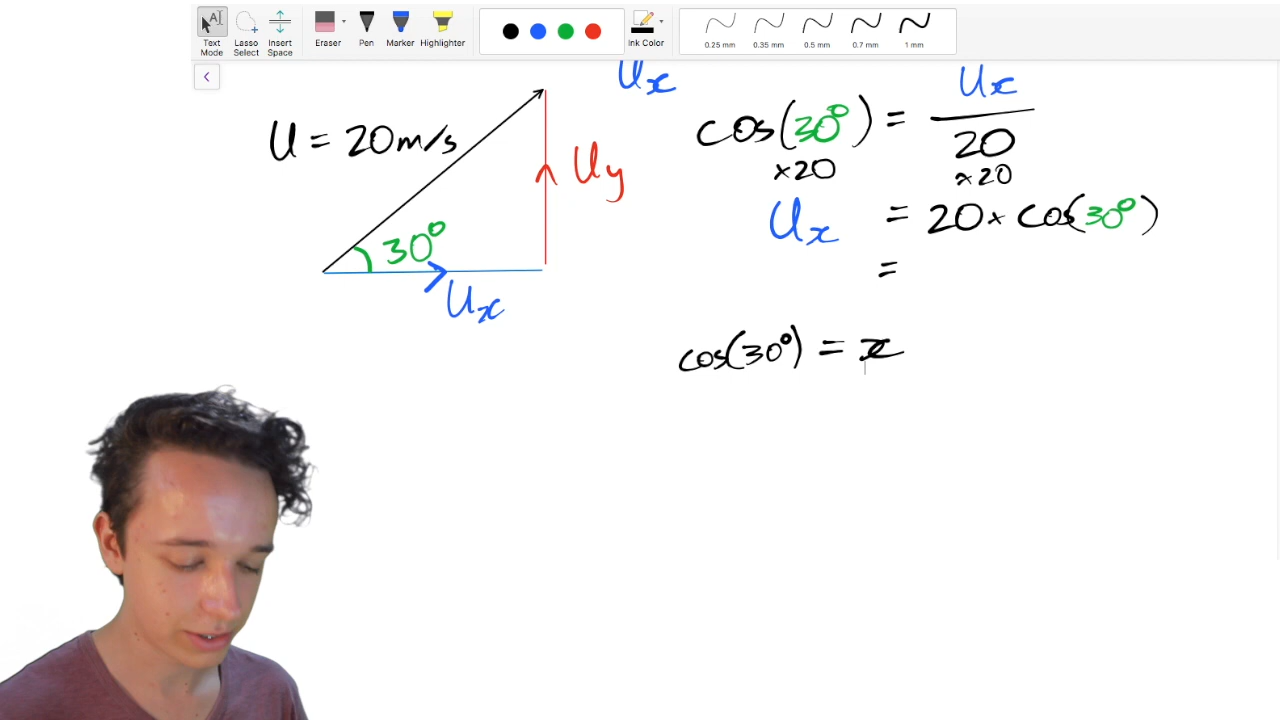 Text Mode
Lasso Select
Insert Space
Eraser
Pen
Marker
Highlighter
Ink Color
0.25 mm
0.35 mm
0.5 mm
0.7 mm
1 mm
Ux
cos(30°) = Ux / 20
×20 ×20
U = 20m/s
Uy
Ux = 20 × cos(30°)
30°
=
Ux
cos(30°) = x